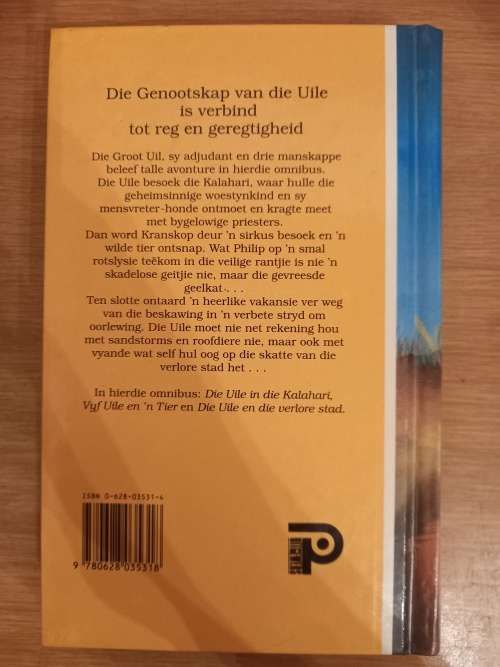 Die Genootskap van die Uile
is verbind
tot reg en geregtigheid
Die Groot Uil, sy adjudant en drie manskappe
beleef talle avonture in hierdie omnibus.
Die Uile besoek die Kalahari, waar hulle die
geheimsinnige woestynkind en sy
mensvreter-honde ontmoet en kragte meet
met bygelowige priesters.
Dan word Kranskop deur 'n sirkus besoek en 'n
wilde tier ontsnap. Wat Philip op 'n smal
rotslysie teëkom in die veilige rantjie is nie 'n
skadelose geitjie nie, maar die gevreesde
geelkat . . .
Ten slotte ontaard 'n heerlike vakansie ver weg
van die beskawing in 'n verbete stryd om
oorlewing. Die Uile moet nie net rekening hou
met sandstorms en roofdiere nie, maar ook met
vyande wat self hul oog op die skatte van die
verlore stad het . . .
In hierdie omnibus: Die Uile in die Kalahari,
Vyf Uile en 'n Tier en Die Uile en die verlore stad.
ISBN 0-628-03531-4
9 780628 035318